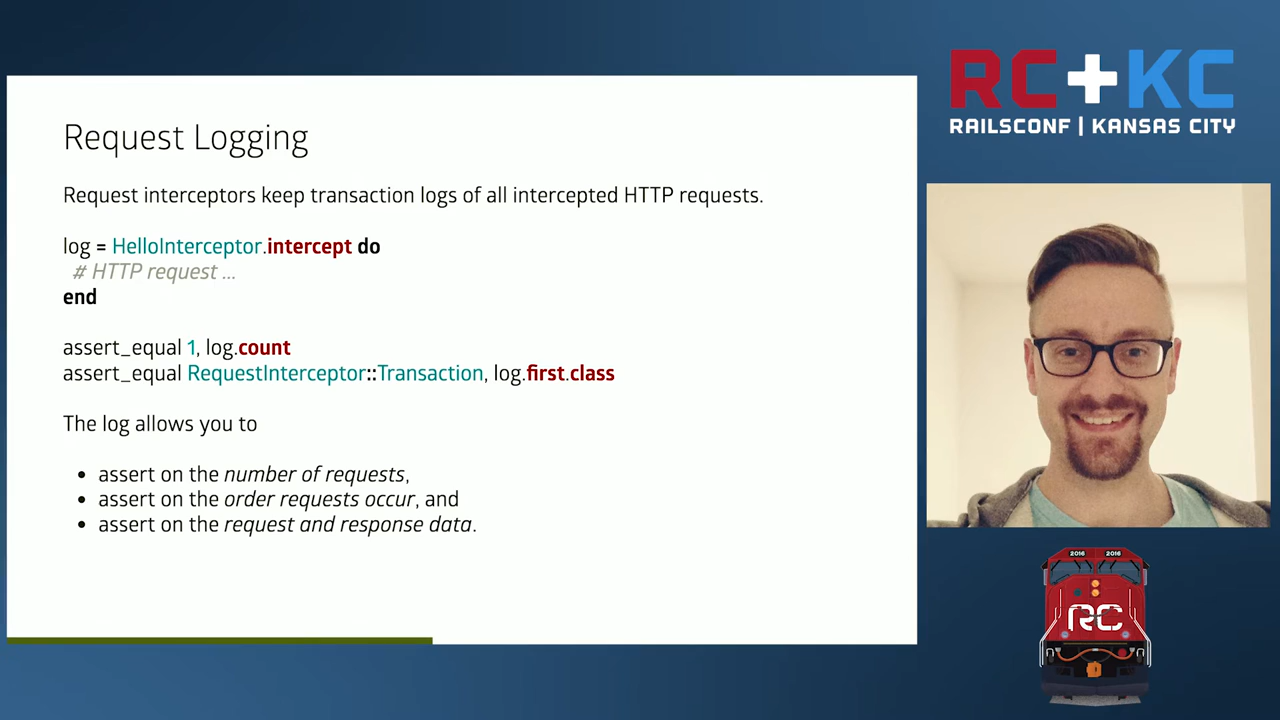 Request Logging
Request interceptors keep transaction logs of all intercepted HTTP requests.
log = HelloInterceptor.intercept do
# HTTP request ...
end
assert_equal 1, log.count
assert_equal RequestInterceptor::Transaction, log.first.class
The log allows you to
• assert on the number of requests,
• assert on the order requests occur, and
• assert on the request and response data.
RC+KC
RAILSCONF | KANSAS CITY
2016 2016
RC